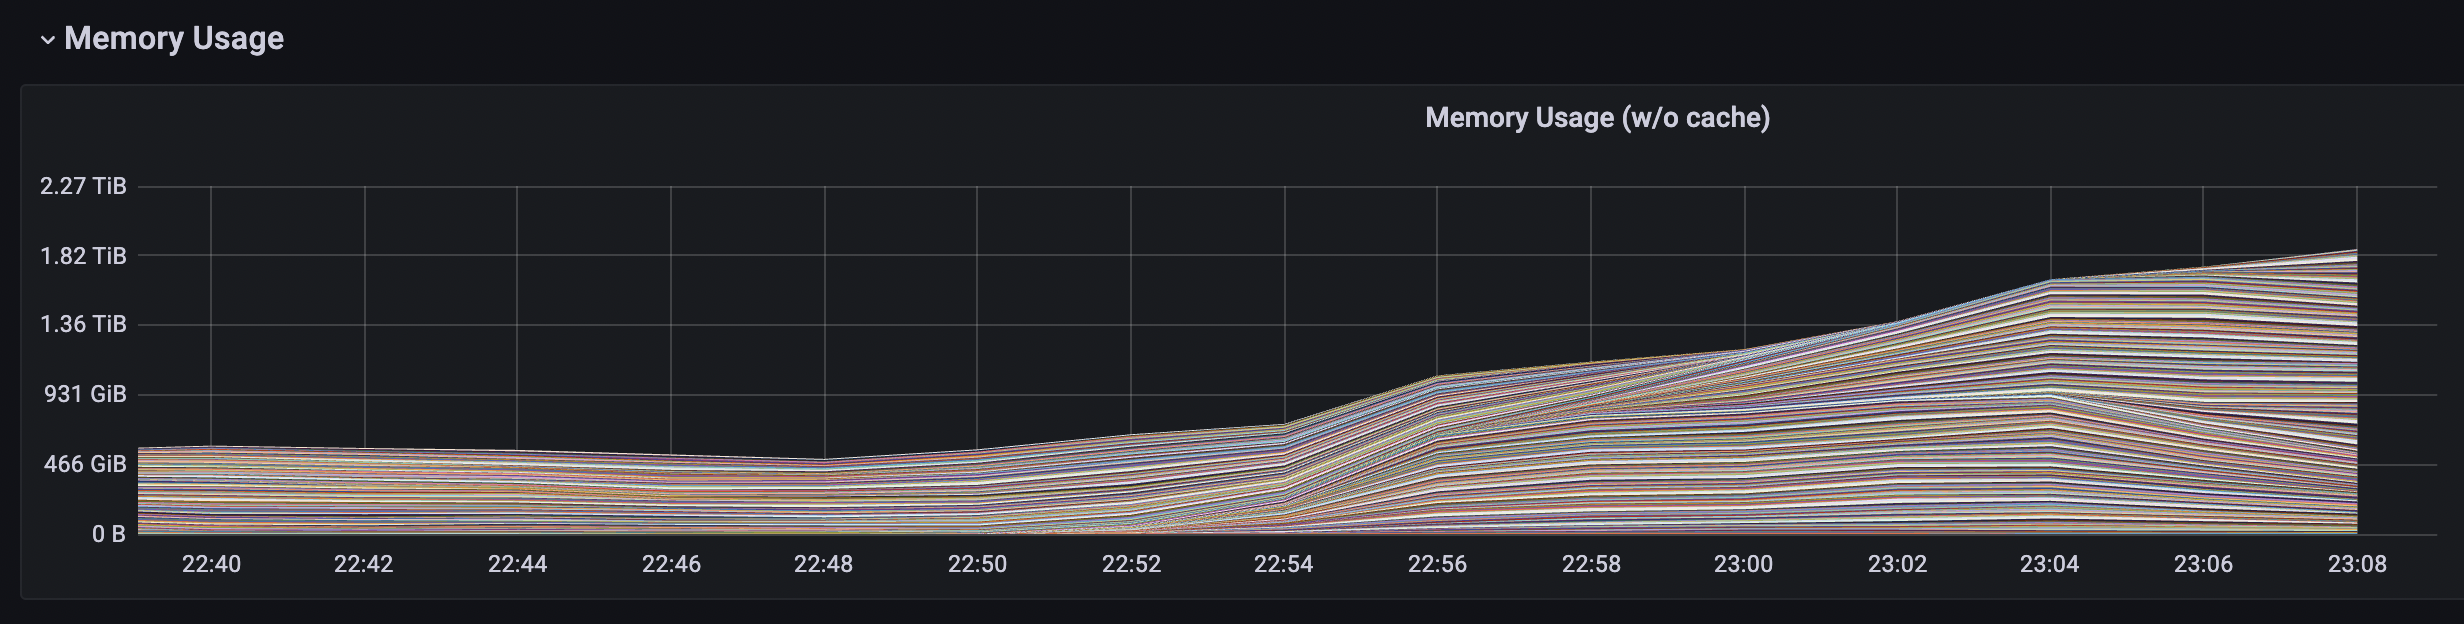 Memory Usage
Memory Usage (w/o cache)
2.27 TiB
1.82 TiB
1.36 TiB
931 GiB
466 GiB
0 B
22:40 22:42 22:44 22:46 22:48 22:50 22:52 22:54 22:56 22:58 23:00 23:02 23:04 23:06 23:08